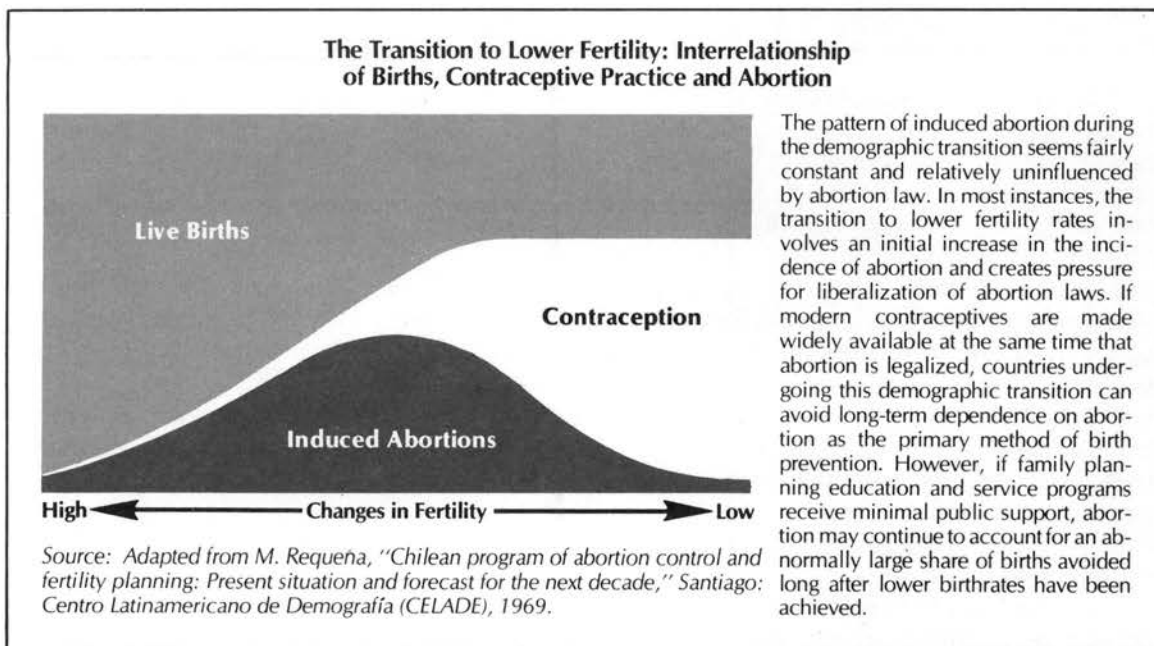 The Transition to Lower Fertility: Interrelationship
of Births, Contraceptive Practice and Abortion
Live Births
Contraception
Induced Abortions
High
Changes in Fertility
Low
Source: Adapted from M. Requeña, "Chilean program of abortion control and
fertility planning: Present situation and forecast for the next decade," Santiago:
Centro Latinamericano de Demografía (CELADE), 1969.
The pattern of induced abortion during
the demographic transition seems fairly
constant and relatively uninfluenced
by abortion law. In most instances, the
transition to lower fertility rates in-
volves an initial increase in the inci-
dence of abortion and creates pressure
for liberalization of abortion laws. If
modern contraceptives are made
widely available at the same time that
abortion is legalized, countries under-
going this demographic transition can
avoid long-term dependence on abor-
tion as the primary method of birth
prevention. However, if family plan-
ning education and service programs
receive minimal public support, abor-
tion may continue to account for an ab-
normally large share of births avoided
long after lower birthrates have been
achieved.